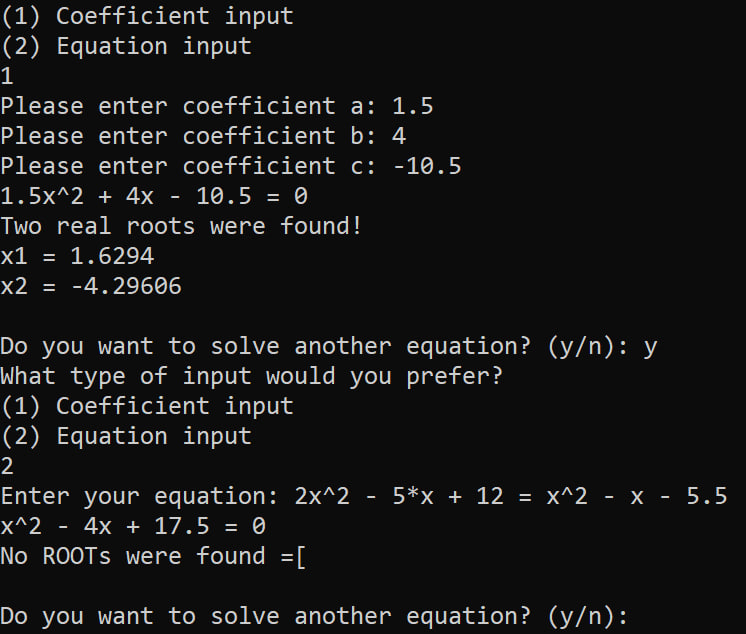 (1) Coefficient input
(2) Equation input
1
Please enter coefficient a: 1.5
Please enter coefficient b: 4
Please enter coefficient c: -10.5
1.5x^2 + 4x - 10.5 = 0
Two real roots were found!
x1 = 1.6294
x2 = -4.29606

Do you want to solve another equation? (y/n): y
What type of input would you prefer?
(1) Coefficient input
(2) Equation input
2
Enter your equation: 2x^2 - 5*x + 12 = x^2 - x - 5.5
x^2 - 4x + 17.5 = 0
No ROOTs were found =[

Do you want to solve another equation? (y/n):